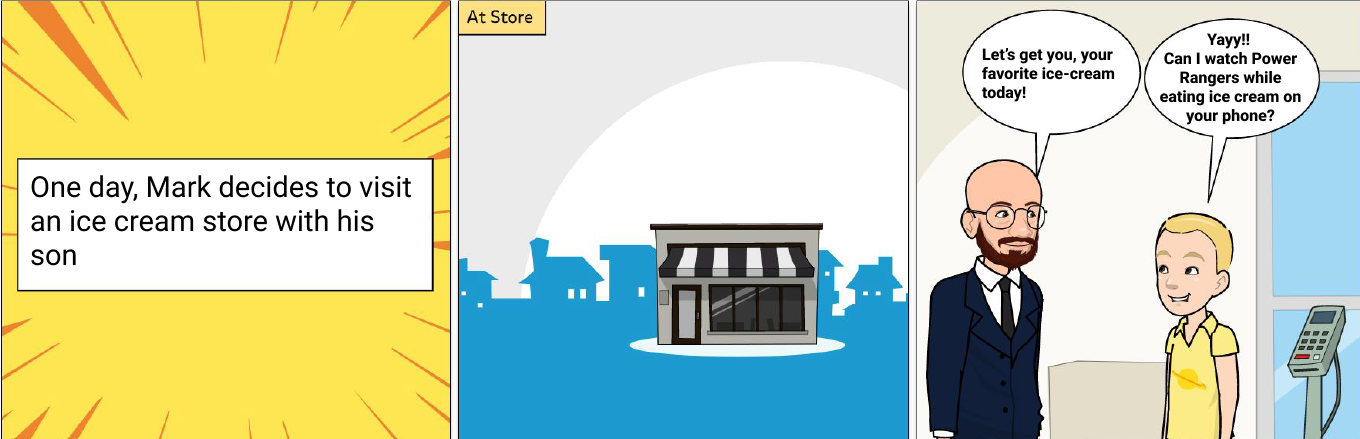 One day, Mark decides to visit
an ice cream store with his
son
At Store
Let's get you, your
favorite ice-cream
today!
Yayy!!
Can I watch Power
Rangers while
eating ice cream on
your phone?